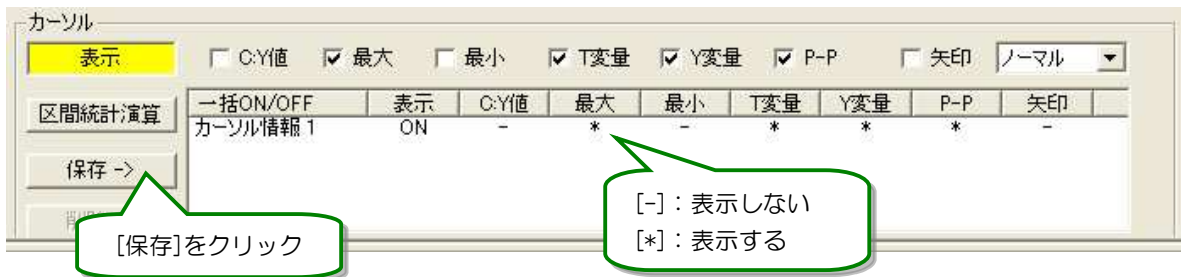 カーソル
表示 C:Y値 最大 最小 T変量 Y変量 P-P 矢印 ノーマル
区間統計演算
一括ON/OFF 表示 C:Y値 最大 最小 T変量 Y変量 P-P 矢印
カーソル情報 1 ON - * - * * * -
保存 ->
[-]：表示しない
[*]：表示する
[保存]をクリック